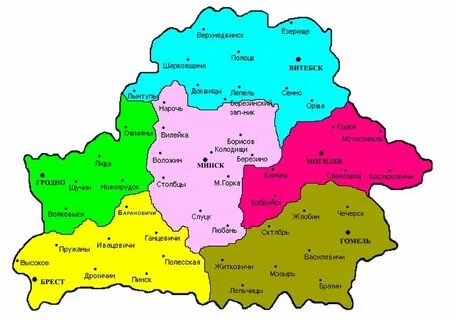 Езерище
Верхнедвинск
Полоцк
Шарковщина
ВИТЕБСК
Лынтупы
Докшицы
Лепель
Сенно
Нарочь
Березинский
зап-ник
Орша
Ошмяны
Вилейка
Борисов
Горки
Мстиславль
Лида
Воложин
Колодищи
МИНСК
Березино
МОГИЛЕВ
ГРОДНО
Щучин
Новогрудок
Столбцы
М.Горка
Кличев
Славгород
Костюковичи
Волковыск
Барановичи
Слуцк
Бобруйск
Жлобин
Чечерск
Пружаны
Ивацевичи
Ганцевичи
Любань
Октябрь
ГОМЕЛЬ
Высокое
Полесская
Василевичи
БРЕСТ
Дрогичин
Пинск
Житковичи
Мозырь
Лельчицы
Брагин